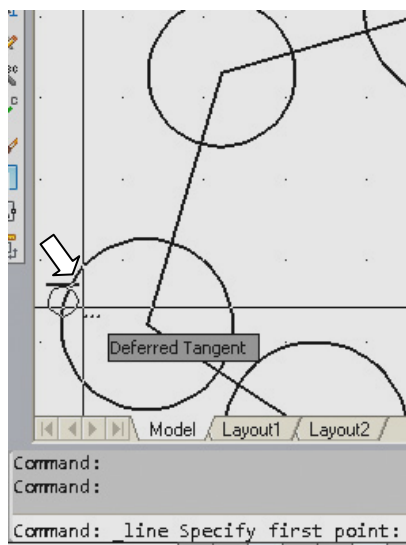 Deferred Tangent
Model / Layout1 / Layout2 /
Command:
Command:
Command: _line Specify first point: